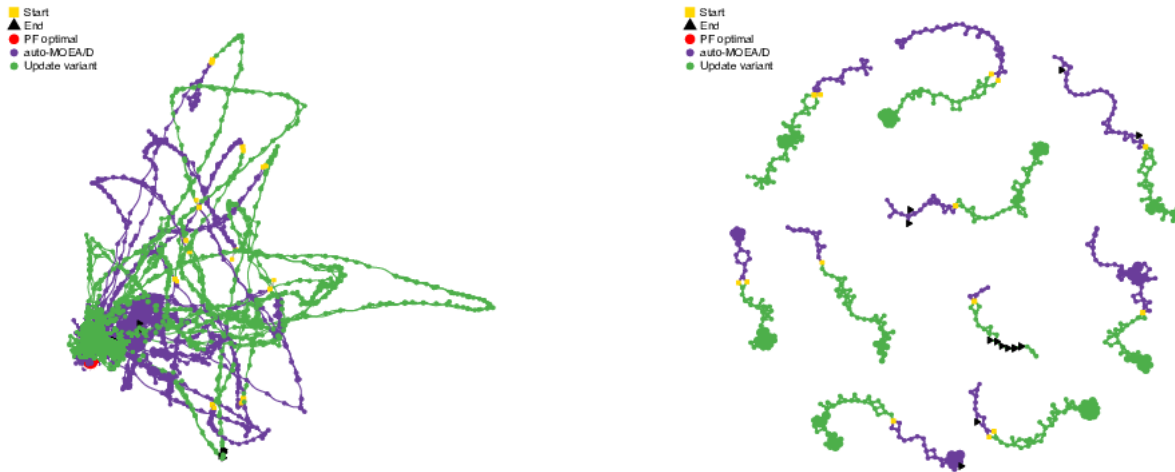 Start
End
PF optimal
auto-MOEA/D
Update variant
Start
End
PF optimal
auto-MOEA/D
Update variant